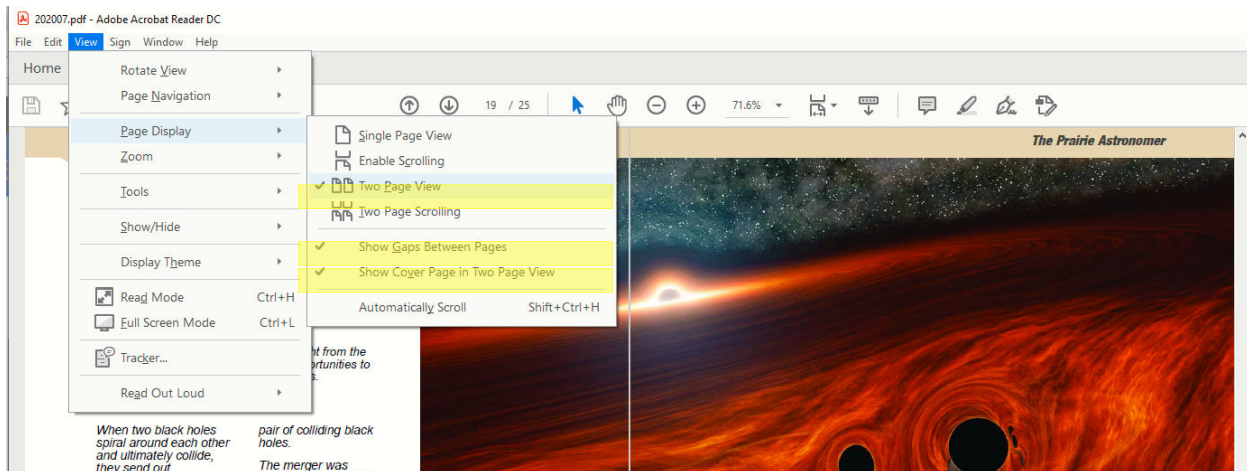 202007.pdf - Adobe Acrobat Reader DC
File Edit View Sign Window Help
Home
19 / 25
71.6%
Rotate View
Page Navigation
Page Display
Zoom
Tools
Show/Hide
Display Theme
Read Mode Ctrl+H
Full Screen Mode Ctrl+L
Tracker...
Read Out Loud
Single Page View
Enable Scrolling
Two Page View
Two Page Scrolling
Show Gaps Between Pages
Show Cover Page in Two Page View
Automatically Scroll Shift+Ctrl+H
The Prairie Astronomer
from the
to
When two black holes
spiral around each other
and ultimately collide,
they send out
pair of colliding black
holes.
The merger was